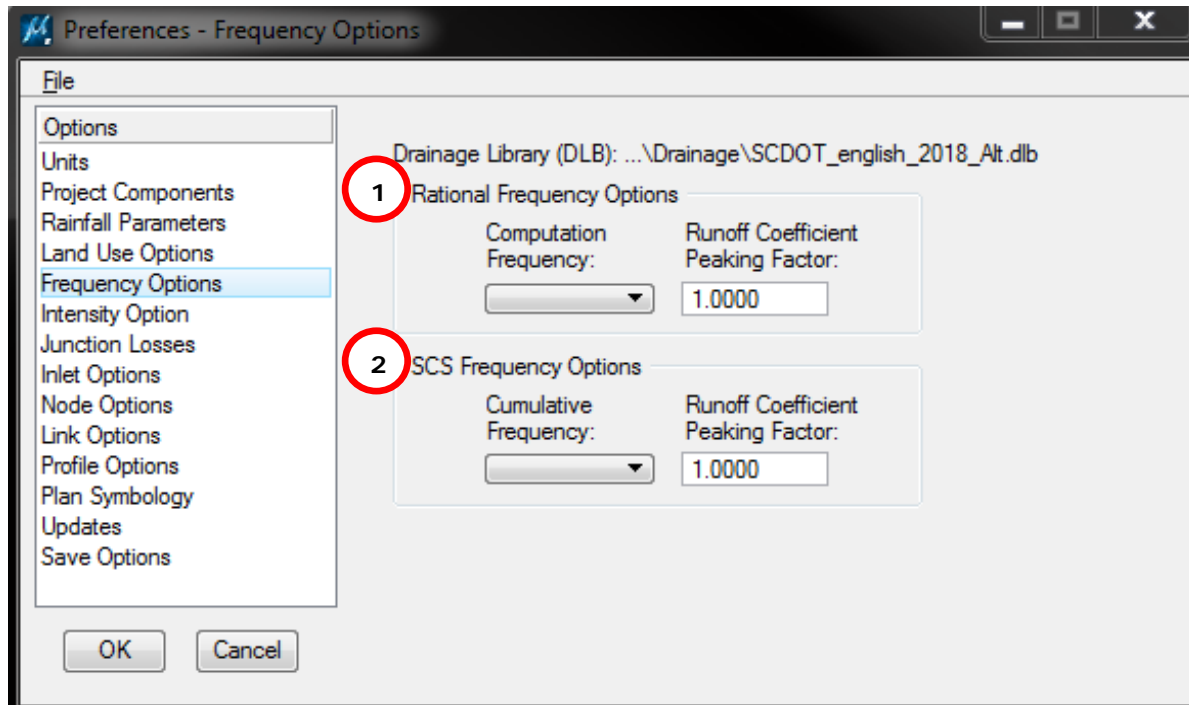 Preferences - Frequency Options
File
Options
Units
Project Components
Rainfall Parameters
Land Use Options
Frequency Options
Intensity Option
Junction Losses
Inlet Options
Node Options
Link Options
Profile Options
Plan Symbology
Updates
Save Options
OK
Cancel
Drainage Library (DLB): ...\Drainage\SCDOT_english_2018_Alt.dlb
1
Rational Frequency Options
Computation
Frequency:
Runoff Coefficient
Peaking Factor:
1.0000
2
SCS Frequency Options
Cumulative
Frequency:
Runoff Coefficient
Peaking Factor:
1.0000